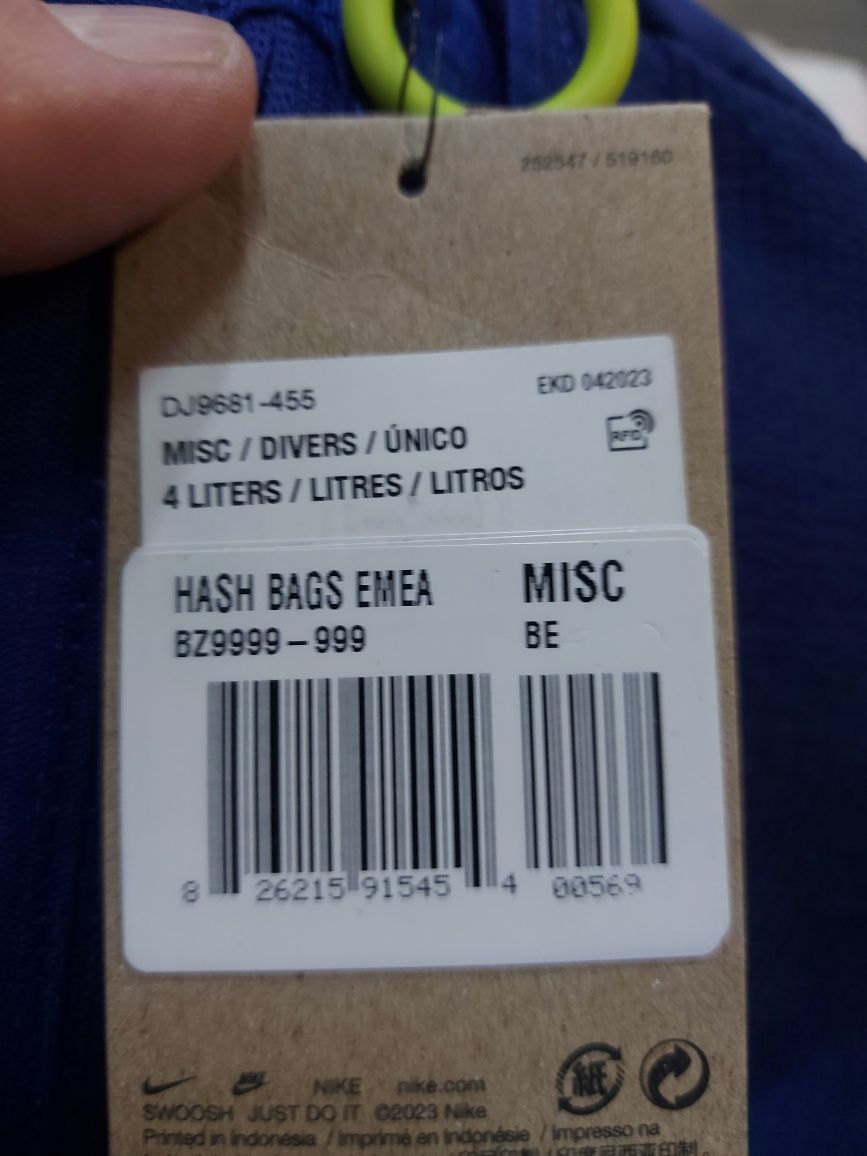 252547 / 519160
DJ9681-455
EKD 042023
MISC / DIVERS / ÚNICO
RFID
4 LITERS / LITRES / LITROS
HASH BAGS EMEA
MISC
BZ9999-999
BE
8 26215 91545 4 00569
NIKE nike.com
SWOOSH JUST DO IT ©2023 Nike
Printed in Indonesia / Imprimé en Indonésie / Impresso na